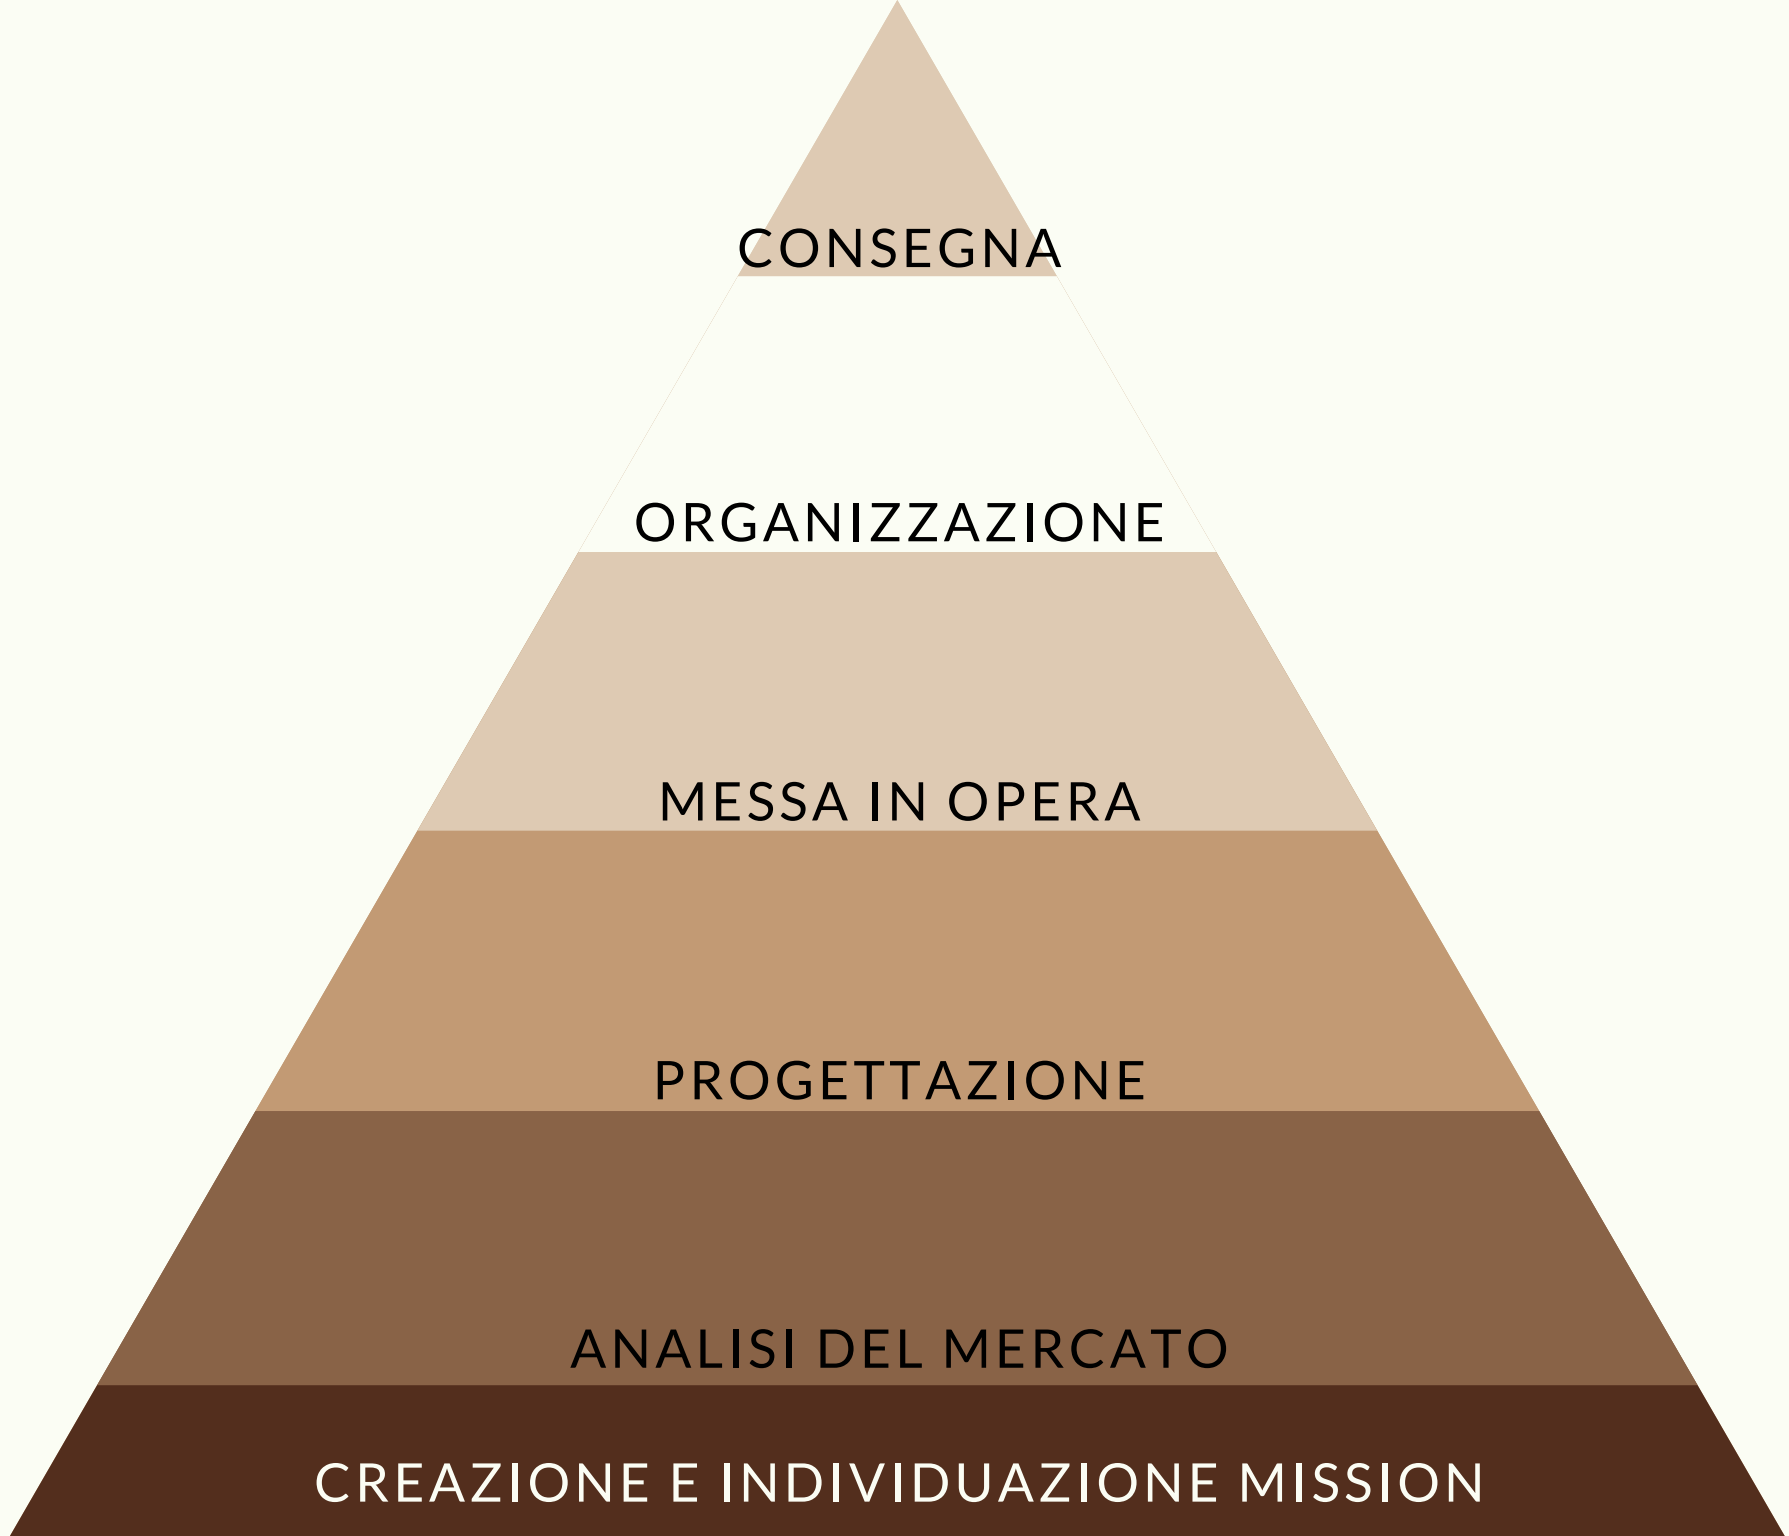 CONSEGNA
ORGANIZZAZIONE
MESSA IN OPERA
PROGETTAZIONE
ANALISI DEL MERCATO
CREAZIONE E INDIVIDUAZIONE MISSION